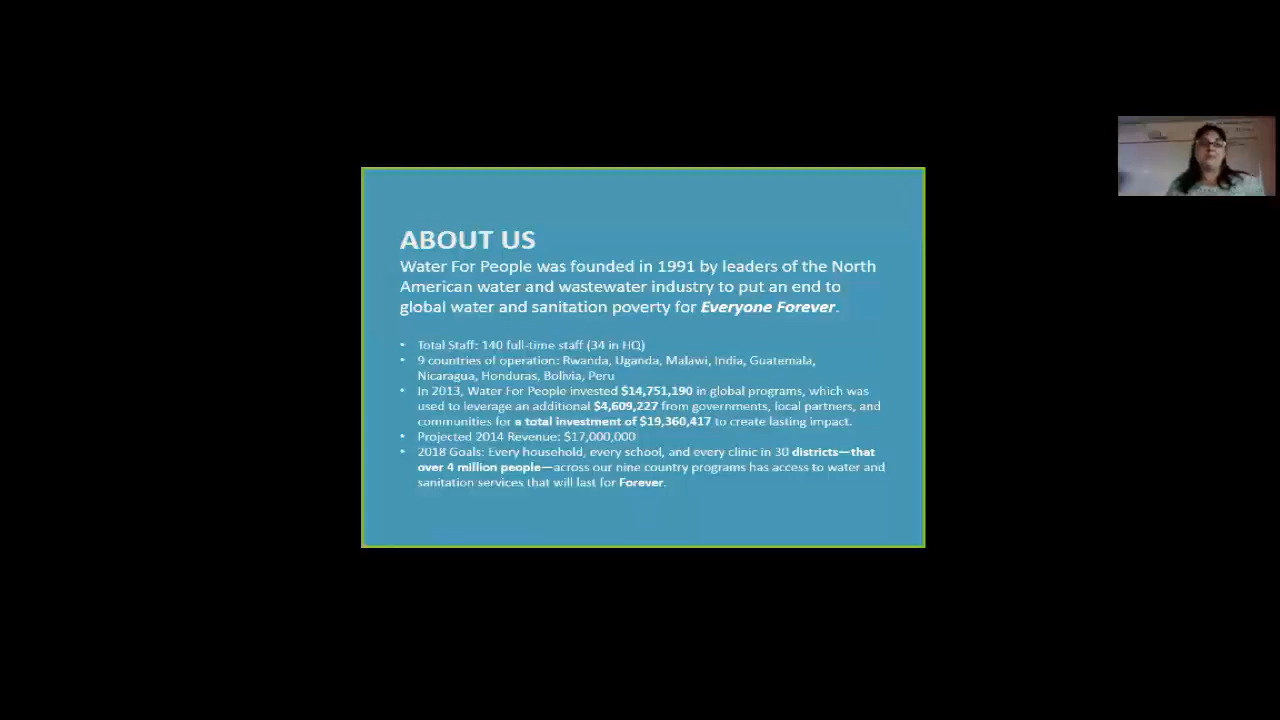 ABOUT US
Water For People was founded in 1991 by leaders of the North
American water and wastewater industry to put an end to
global water and sanitation poverty for Everyone Forever.
• Total Staff: 140 full-time staff (34 in HQ)
• 9 countries of operation: Rwanda, Uganda, Malawi, India, Guatemala,
Nicaragua, Honduras, Bolivia, Peru
• In 2013, Water For People invested $14,751,190 in global programs, which was
used to leverage an additional $4,609,227 from governments, local partners, and
communities for a total investment of $19,360,417 to create lasting impact.
• Projected 2014 Revenue: $17,000,000
• 2018 Goals: Every household, every school, and every clinic in 30 districts—that
over 4 million people—across our nine country programs has access to water and
sanitation services that will last for Forever.